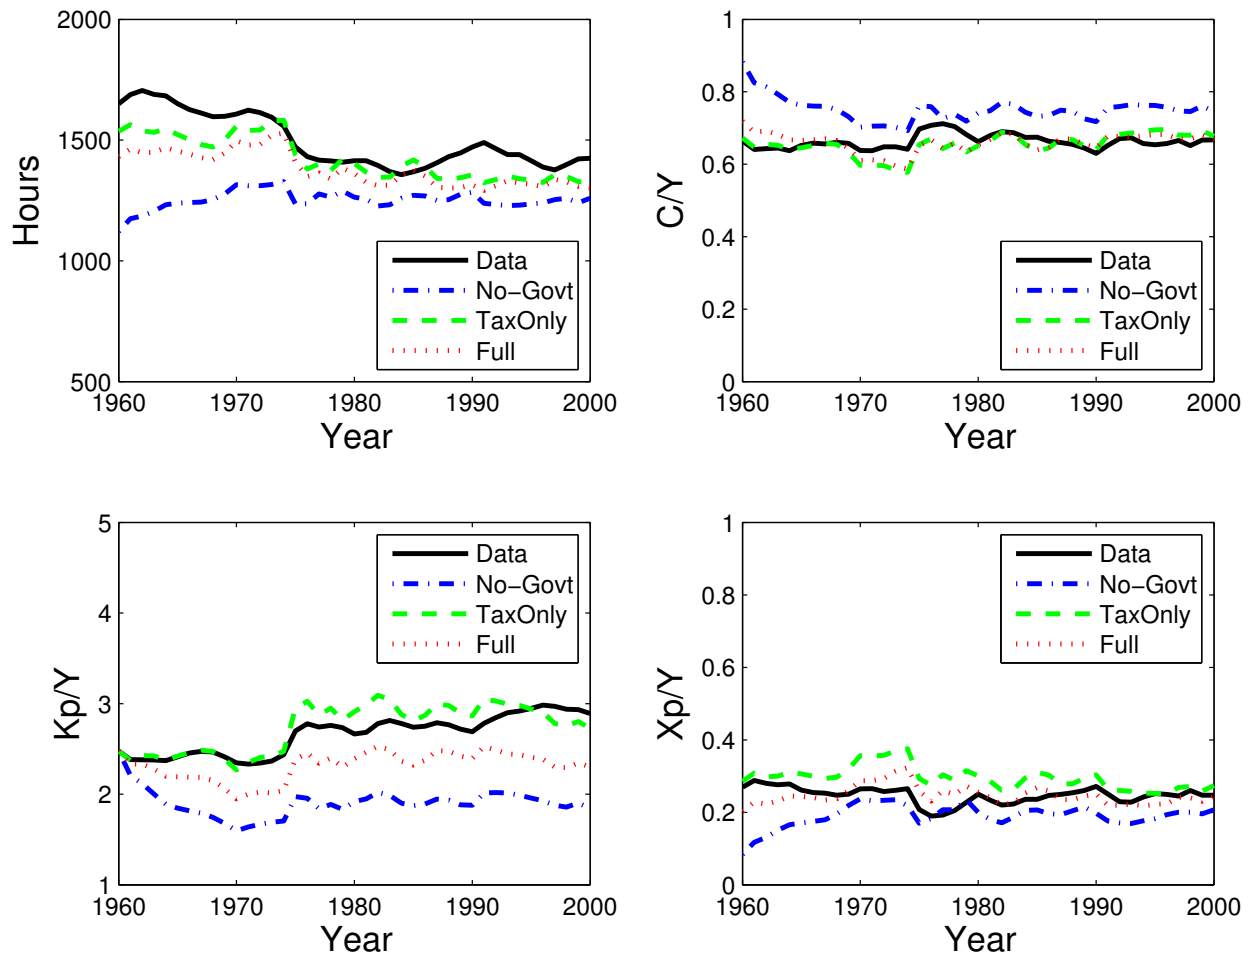 2000
1500
1000
500
Hours
1960 1970 1980 1990 2000
Year
Data
No-Govt
TaxOnly
Full
1
0.8
0.6
0.4
0.2
0
C/Y
1960 1970 1980 1990 2000
Year
Data
No-Govt
TaxOnly
Full
5
4
3
2
1
Kp/Y
1960 1970 1980 1990 2000
Year
Data
No-Govt
TaxOnly
Full
1
0.8
0.6
0.4
0.2
0
Xp/Y
1960 1970 1980 1990 2000
Year
Data
No-Govt
TaxOnly
Full